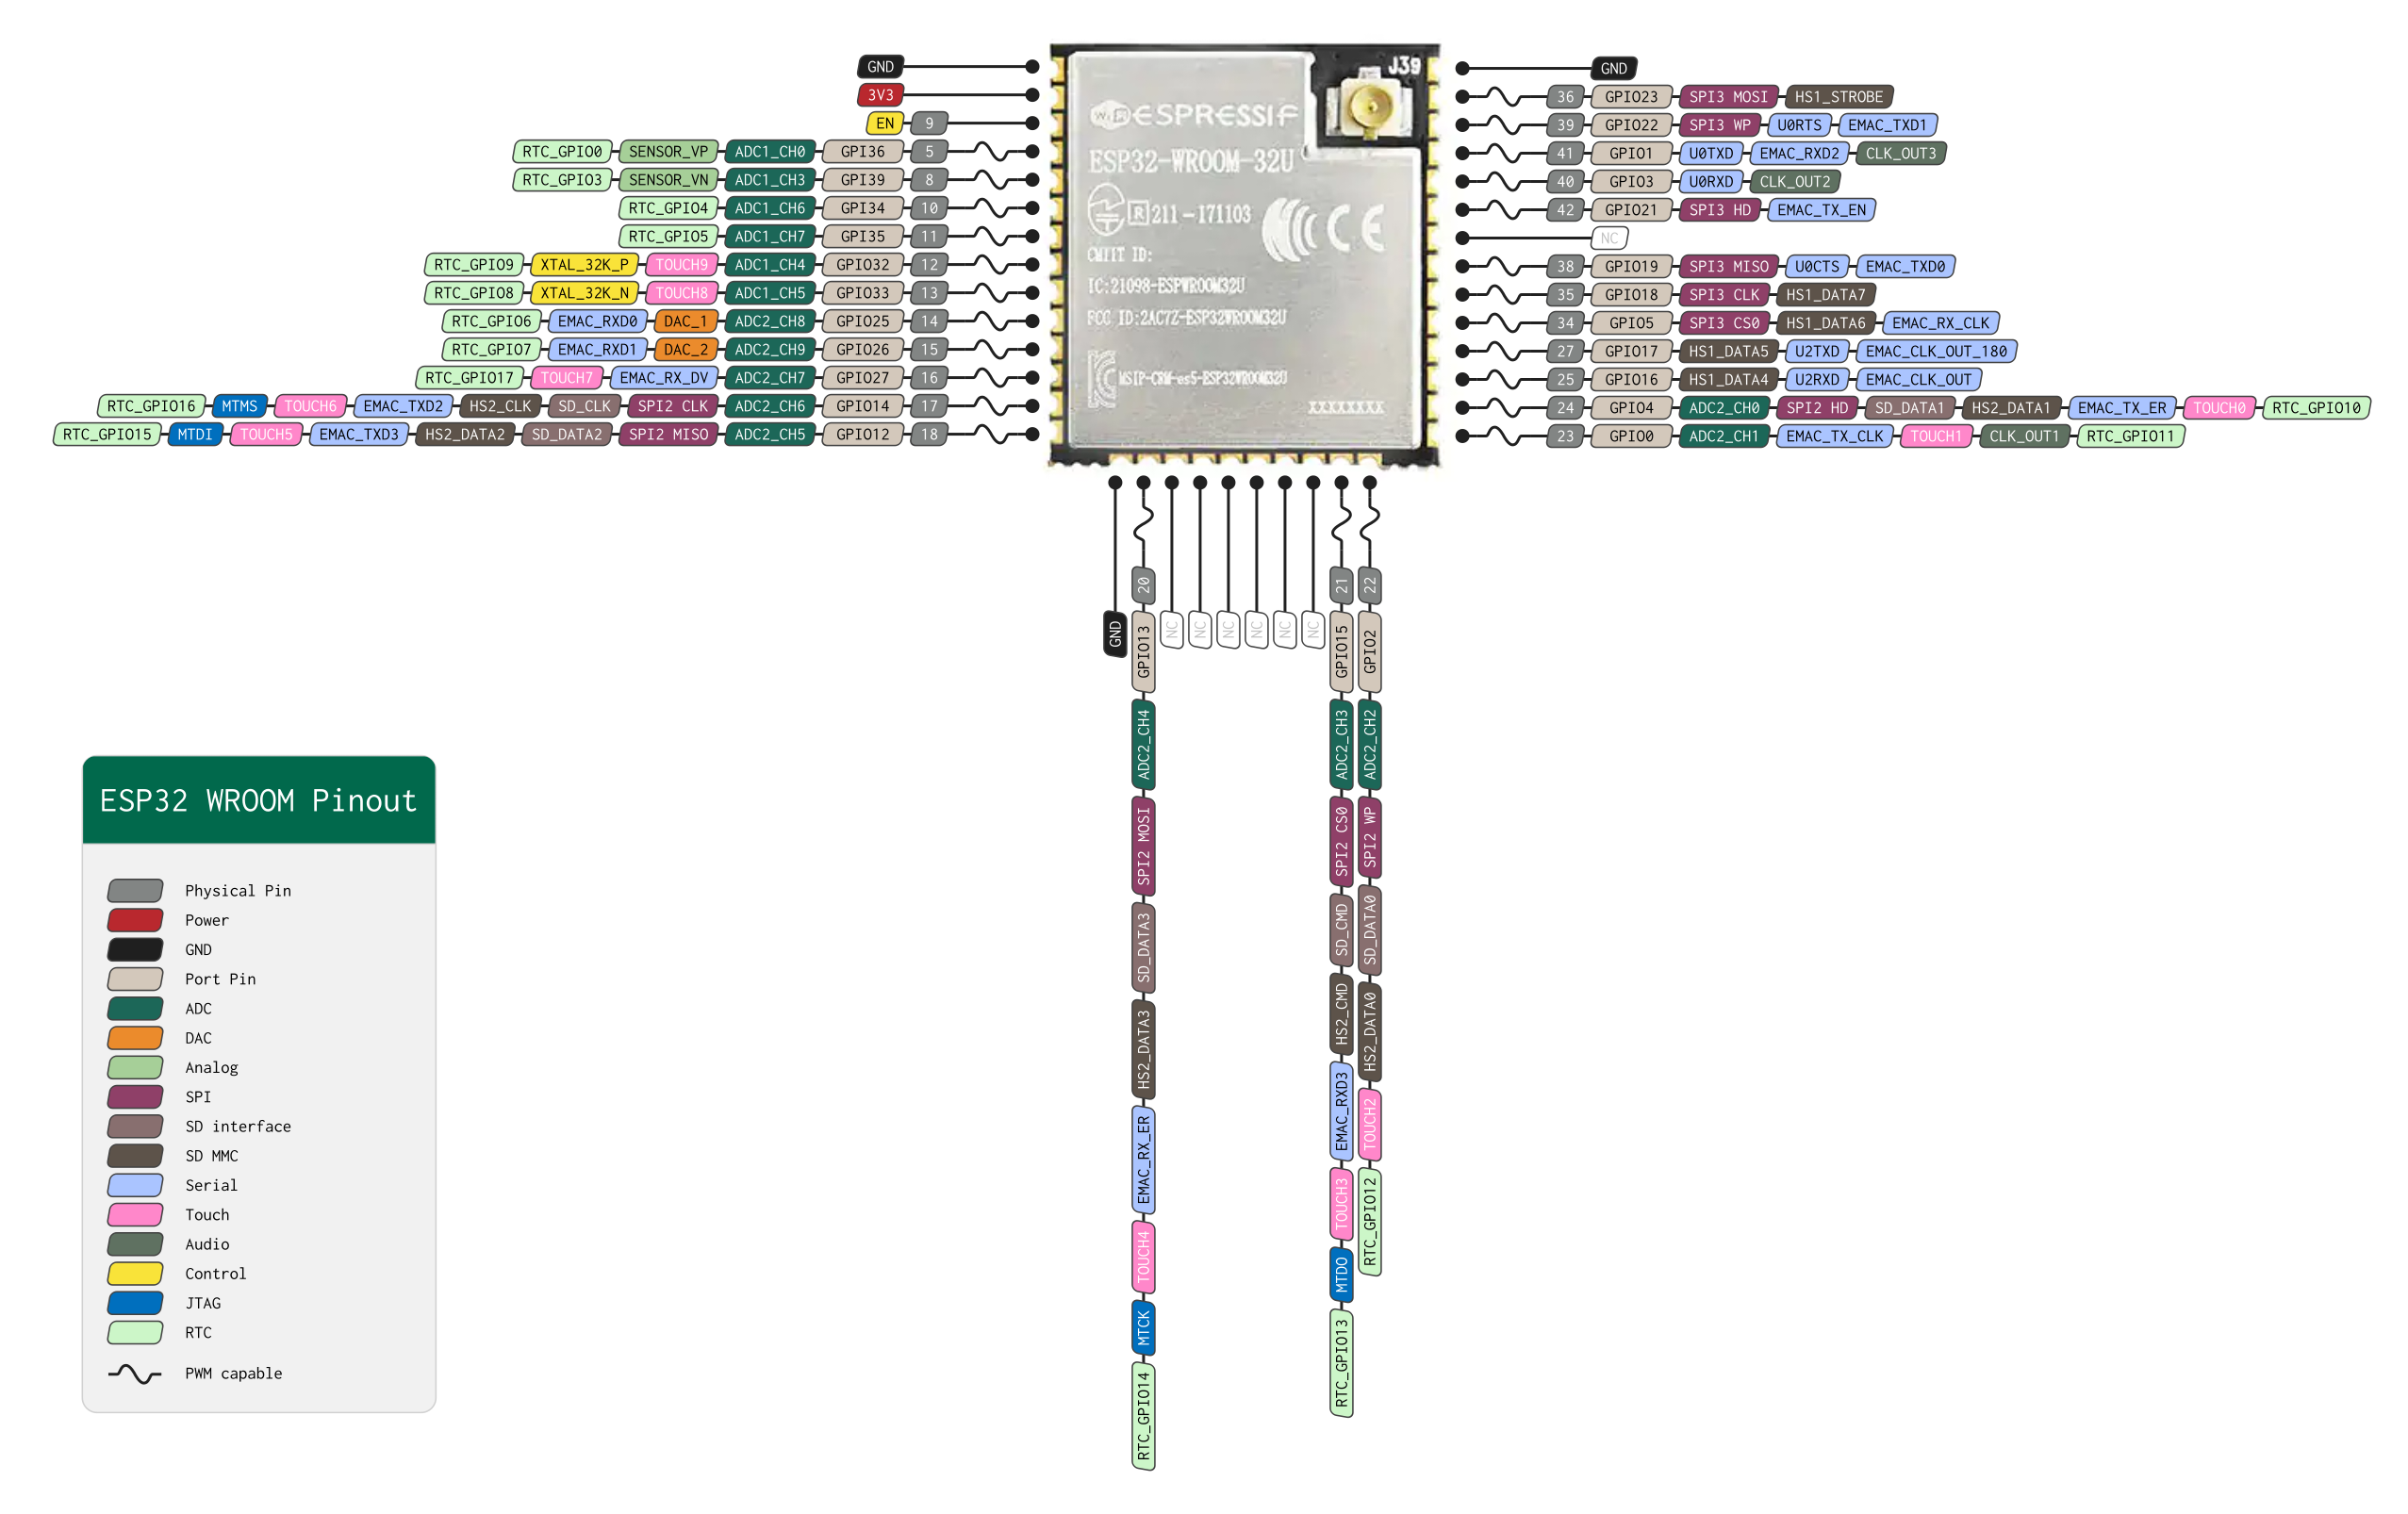 GND
3V3
EN 9
RTC_GPIO0 SENSOR_VP ADC1_CH0 GPI36 5
RTC_GPIO3 SENSOR_VN ADC1_CH3 GPI39 8
RTC_GPIO4 ADC1_CH6 GPI34 10
RTC_GPIO5 ADC1_CH7 GPI35 11
RTC_GPIO9 XTAL_32K_P TOUCH9 ADC1_CH4 GPIO32 12
RTC_GPIO8 XTAL_32K_N TOUCH8 ADC1_CH5 GPIO33 13
RTC_GPIO6 EMAC_RXD0 DAC_1 ADC2_CH8 GPIO25 14
RTC_GPIO7 EMAC_RXD1 DAC_2 ADC2_CH9 GPIO26 15
RTC_GPIO17 TOUCH7 EMAC_RX_DV ADC2_CH7 GPIO27 16
RTC_GPIO16 MTMS TOUCH6 EMAC_TXD2 HS2_CLK SD_CLK SPI2 CLK ADC2_CH6 GPIO14 17
RTC_GPIO15 MTDI TOUCH5 EMAC_TXD3 HS2_DATA2 SD_DATA2 SPI2 MISO ADC2_CH5 GPIO12 18
J39
WiFi ESPRESSIF
ESP32-WROOM-32U
R 211-171103
CE
CMIIT ID:
IC:21098-ESPWROOM32U
FCC ID:2AC7Z-ESP32WROOM32U
MSIP-CRM-es5-ESP32WROOM32U
XXXXXXXX
GND
36 GPIO23 SPI3 MOSI HS1_STROBE
39 GPIO22 SPI3 WP U0RTS EMAC_TXD1
41 GPIO1 U0TXD EMAC_RXD2 CLK_OUT3
40 GPIO3 U0RXD CLK_OUT2
42 GPIO21 SPI3 HD EMAC_TX_EN
NC
38 GPIO19 SPI3 MISO U0CTS EMAC_TXD0
35 GPIO18 SPI3 CLK HS1_DATA7
34 GPIO5 SPI3 CS0 HS1_DATA6 EMAC_RX_CLK
27 GPIO17 HS1_DATA5 U2TXD EMAC_CLK_OUT_180
25 GPIO16 HS1_DATA4 U2RXD EMAC_CLK_OUT
24 GPIO4 ADC2_CH0 SPI2 HD SD_DATA1 HS2_DATA1 EMAC_TX_ER TOUCH0 RTC_GPIO10
23 GPIO0 ADC2_CH1 EMAC_TX_CLK TOUCH1 CLK_OUT1 RTC_GPIO11
GND
20 GPIO13 ADC2_CH4 SPI2 MOSI SD_DATA3 HS2_DATA3 EMAC_RX_ER TOUCH4 MTCK RTC_GPIO14
NC
NC
NC
NC
NC
NC
21 GPIO15 ADC2_CH3 SPI2 CS0 SD_CMD HS2_CMD EMAC_RXD3 TOUCH3 MTDO RTC_GPIO13
22 GPIO2 ADC2_CH2 SPI2 WP SD_DATA0 HS2_DATA0 TOUCH2 RTC_GPIO12
ESP32 WROOM Pinout
Physical Pin
Power
GND
Port Pin
ADC
DAC
Analog
SPI
SD interface
SD MMC
Serial
Touch
Audio
Control
JTAG
RTC
PWM capable